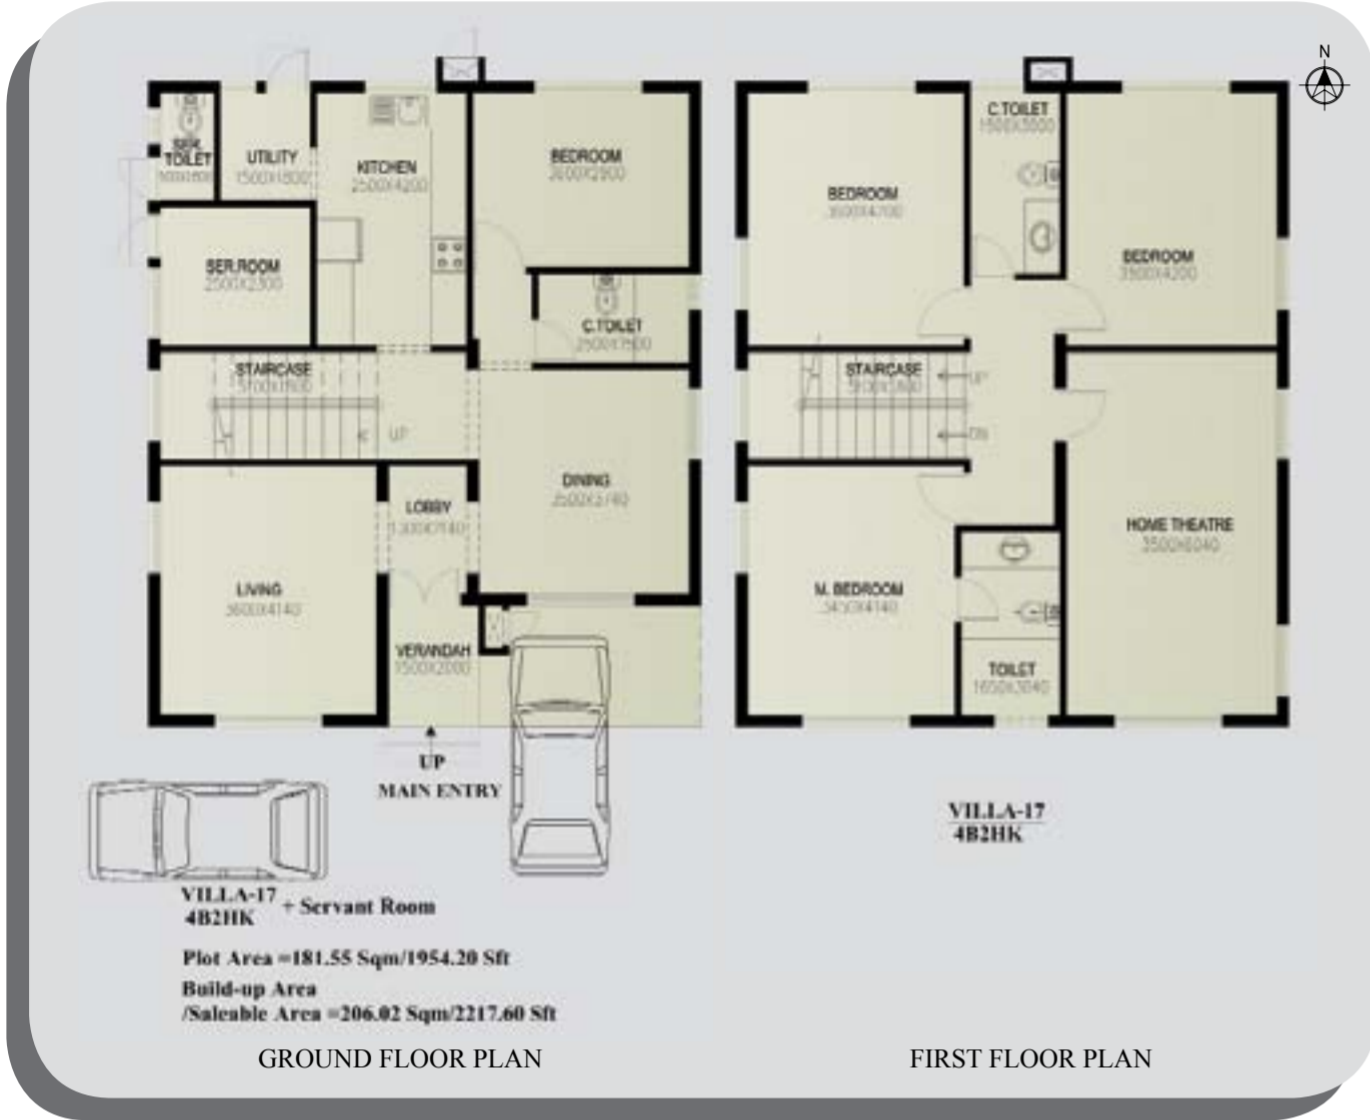 N
SER.
TOILET
UTILITY
1500X1800
KITCHEN
2500X4200
BEDROOM
3600X2900
SER.ROOM
2500X2300
C.TOILET
2500X1500
STAIRCASE
UP
LOBBY
DINING
LIVING
3600X4140
VERANDAH
1500X2000
UP
MAIN ENTRY
VILLA-17
4B2HK + Servant Room
Plot Area =181.55 Sqm/1954.20 Sft
Build-up Area
/Saleable Area =206.02 Sqm/2217.60 Sft
GROUND FLOOR PLAN
C.TOILET
BEDROOM
BEDROOM
3500X4200
STAIRCASE
UP
DN
HOME THEATRE
3500X6040
M. BEDROOM
3450X4140
TOILET
VILLA-17
4B2HK
FIRST FLOOR PLAN